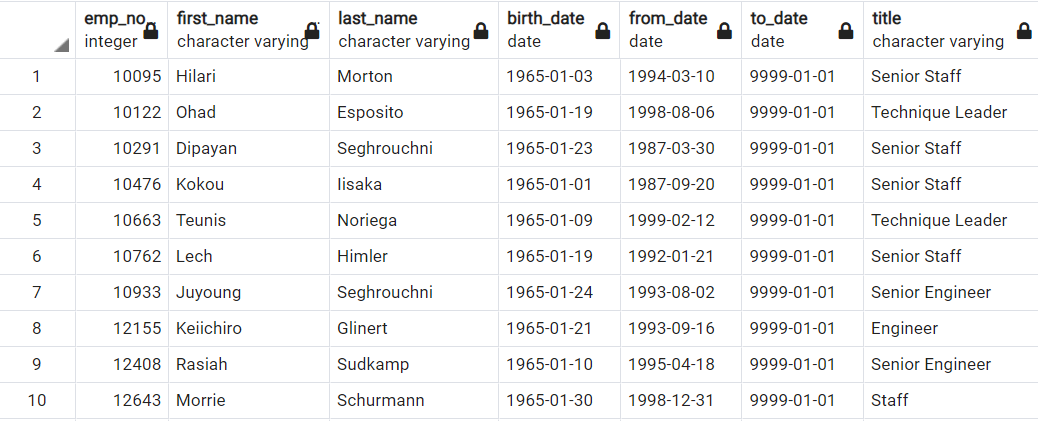 emp_no first_name last_name birth_date from_date to_date title
integer character varying character varying date date date character varying
1 10095 Hilari Morton 1965-01-03 1994-03-10 9999-01-01 Senior Staff
2 10122 Ohad Esposito 1965-01-19 1998-08-06 9999-01-01 Technique Leader
3 10291 Dipayan Seghrouchni 1965-01-23 1987-03-30 9999-01-01 Senior Staff
4 10476 Kokou Iisaka 1965-01-01 1987-09-20 9999-01-01 Senior Staff
5 10663 Teunis Noriega 1965-01-09 1999-02-12 9999-01-01 Technique Leader
6 10762 Lech Himler 1965-01-19 1992-01-21 9999-01-01 Senior Staff
7 10933 Juyoung Seghrouchni 1965-01-24 1993-08-02 9999-01-01 Senior Engineer
8 12155 Keiichiro Glinert 1965-01-21 1993-09-16 9999-01-01 Engineer
9 12408 Rasiah Sudkamp 1965-01-10 1995-04-18 9999-01-01 Senior Engineer
10 12643 Morrie Schurmann 1965-01-30 1998-12-31 9999-01-01 Staff